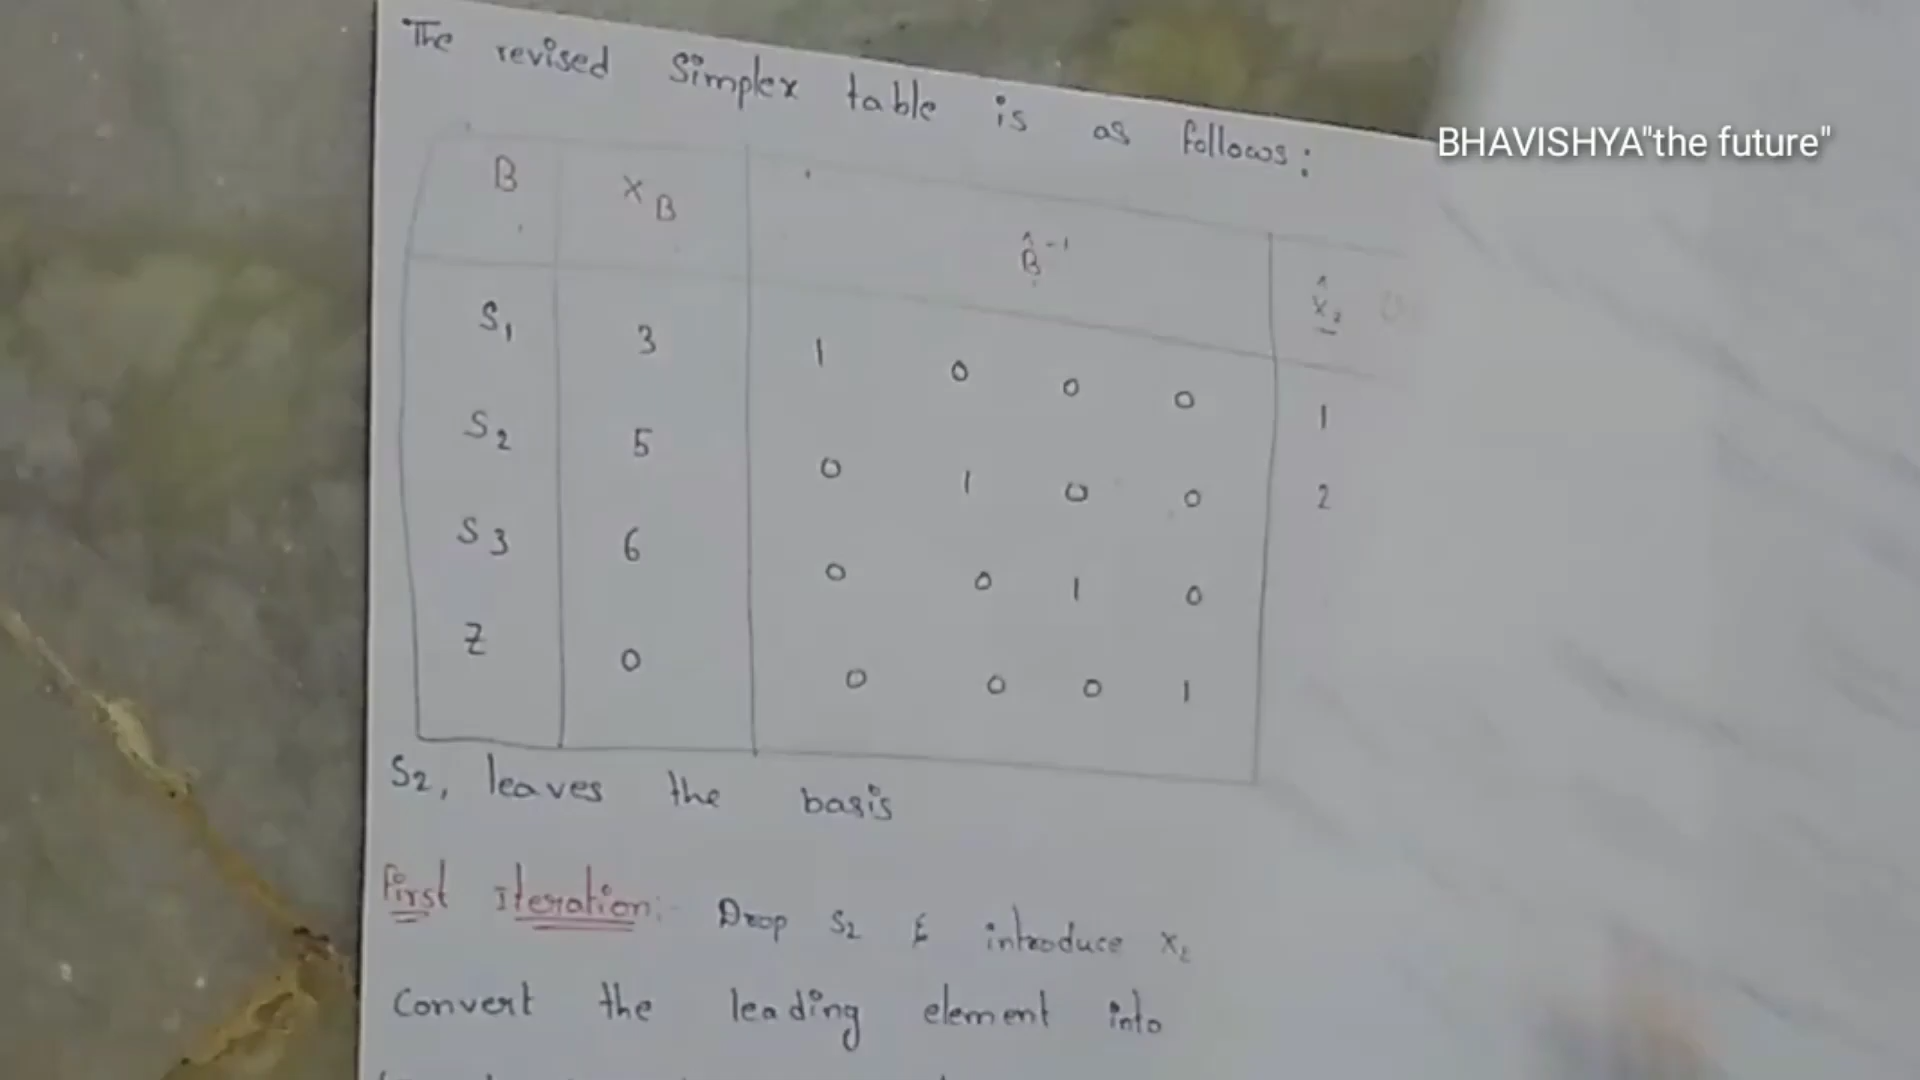 The revised Simplex table is as follows:
BHAVISHYA"the future"
B X B B̂ -1 x̂ 2
S1 3 1 0 0 0 1
S2 5 0 1 0 0 2
S3 6 0 0 1 0
Z 0 0 0 0 1
S2, leaves the basis
First Iteration:- Drop S2 & introduce x2
Convert the leading element into